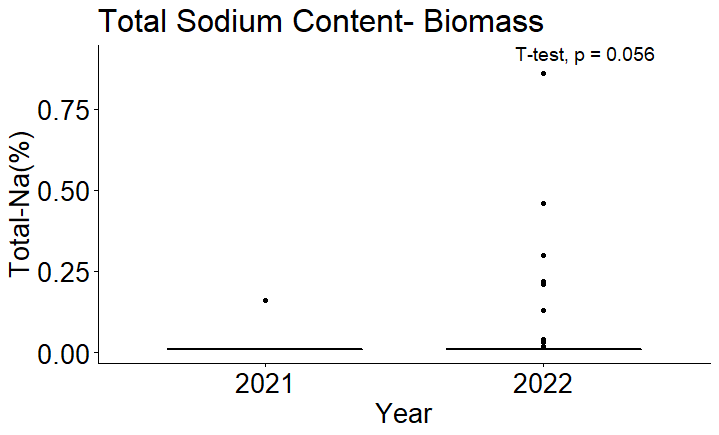 Total Sodium Content- Biomass
T-test, p = 0.056
Total-Na(%)
0.75
0.50
0.25
0.00
2021 2022
Year